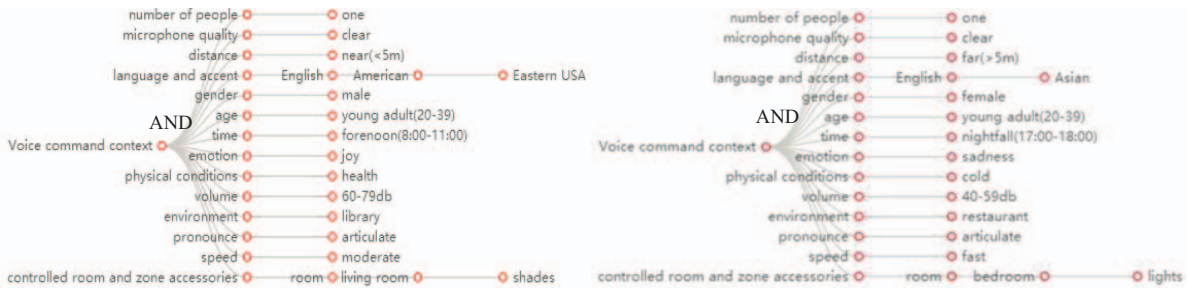 number of people one
microphone quality clear
distance near(<5m)
language and accent English American Eastern USA
gender male
AND
age young adult(20-39)
time forenoon(8:00-11:00)
Voice command context
emotion joy
physical conditions health
volume 60-79db
environment library
pronounce articulate
speed moderate
controlled room and zone accessories room living room shades
number of people one
microphone quality clear
distance far(>5m)
language and accent English Asian
gender female
AND
age young adult(20-39)
time nightfall(17:00-18:00)
Voice command context
emotion sadness
physical conditions cold
volume 40-59db
environment restaurant
pronounce articulate
speed fast
controlled room and zone accessories room bedroom lights